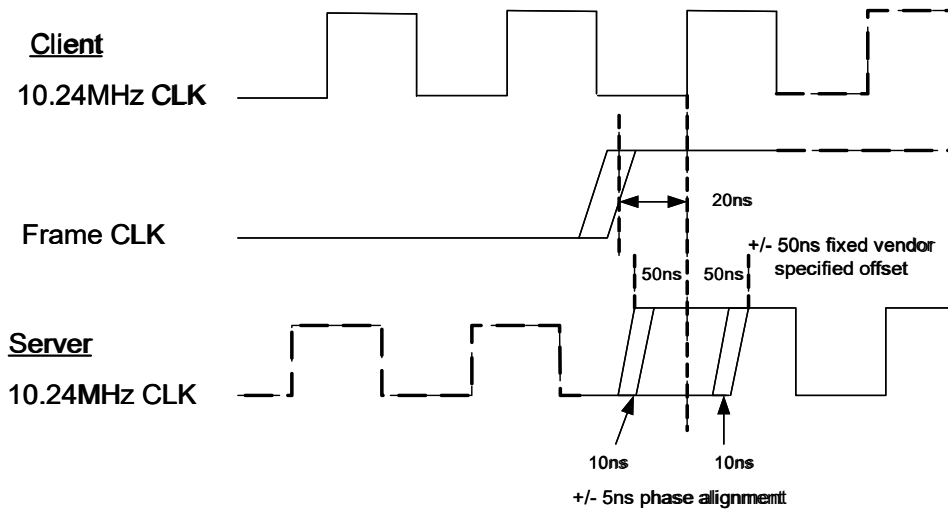 Client
10.24MHz CLK
20ns
Frame CLK
+/- 50ns fixed vendor
specified offset
50ns
50ns
Server
10.24MHz CLK
10ns
10ns
+/- 5ns phase alignment